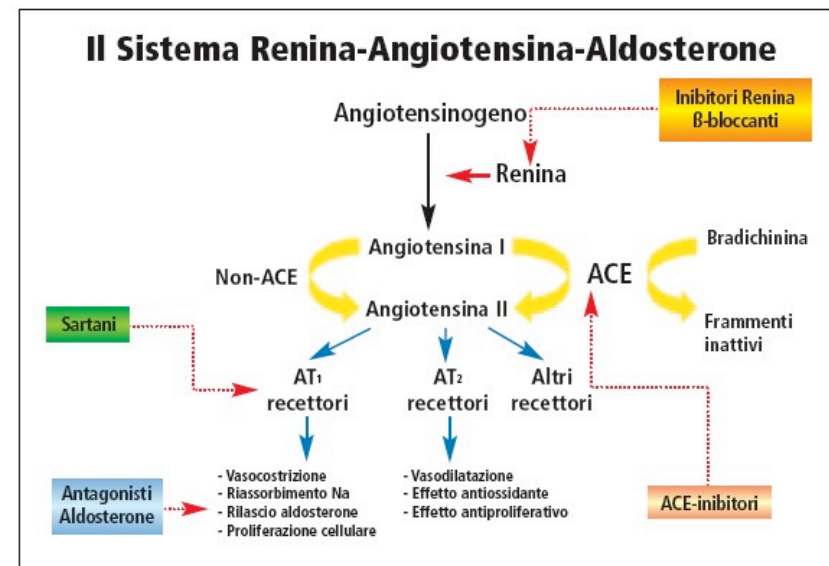 Il Sistema Renina-Angiotensina-Aldosterone
Inibitori Renina
ß-bloccanti
Angiotensinogeno
Renina
Angiotensina I
Bradichinina
Non-ACE
ACE
Angiotensina II
Frammenti
inattivi
Sartani
AT1
recettori
AT2
recettori
Altri
recettori
Antagonisti
Aldosterone
- Vasocostrizione
- Riassorbimento Na
- Rilascio aldosterone
- Proliferazione cellulare
- Vasodilatazione
- Effetto antiossidante
- Effetto antiproliferativo
ACE-inibitori